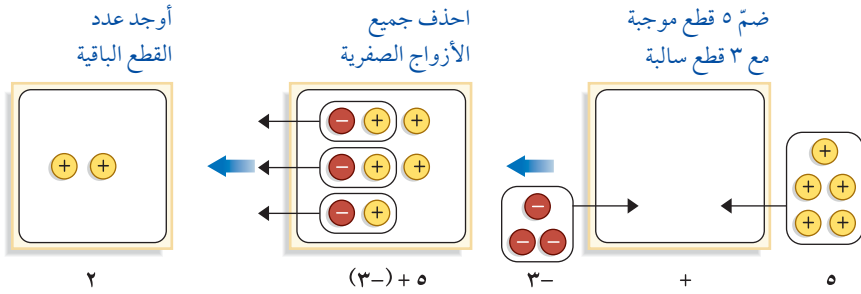 ضمّ ٥ قطع موجبة
مع ٣ قطع سالبة
احذف جميع
الأزواج الصفرية
أوجد عدد
القطع الباقية
+ + + + +
− − −
− + +
− + +
− +
+ +
٥
+
−٣
٥ + (−٣)
٢